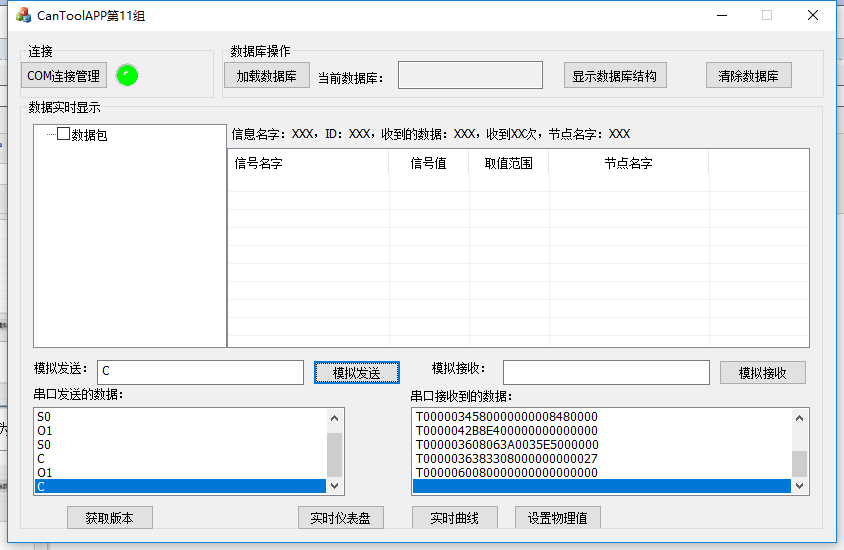 CanToolAPP第11组
连接
数据库操作
COM连接管理
加载数据库
当前数据库：
显示数据库结构
清除数据库
数据实时显示
数据包
信息名字：XXX，ID：XXX，收到的数据：XXX，收到XX次，节点名字：XXX
信号名字 信号值 取值范围 节点名字
模拟发送： C 模拟发送 模拟接收： 模拟接收
串口发送的数据：
S0
O1
S0
C
O1
C
串口接收到的数据：
T0000034580000000008480000
T0000042B8E400000000000000
T000003608063A0035E5000000
T0000036383308000000000027
T0000060080000000000000000
获取版本 实时仪表盘 实时曲线 设置物理值